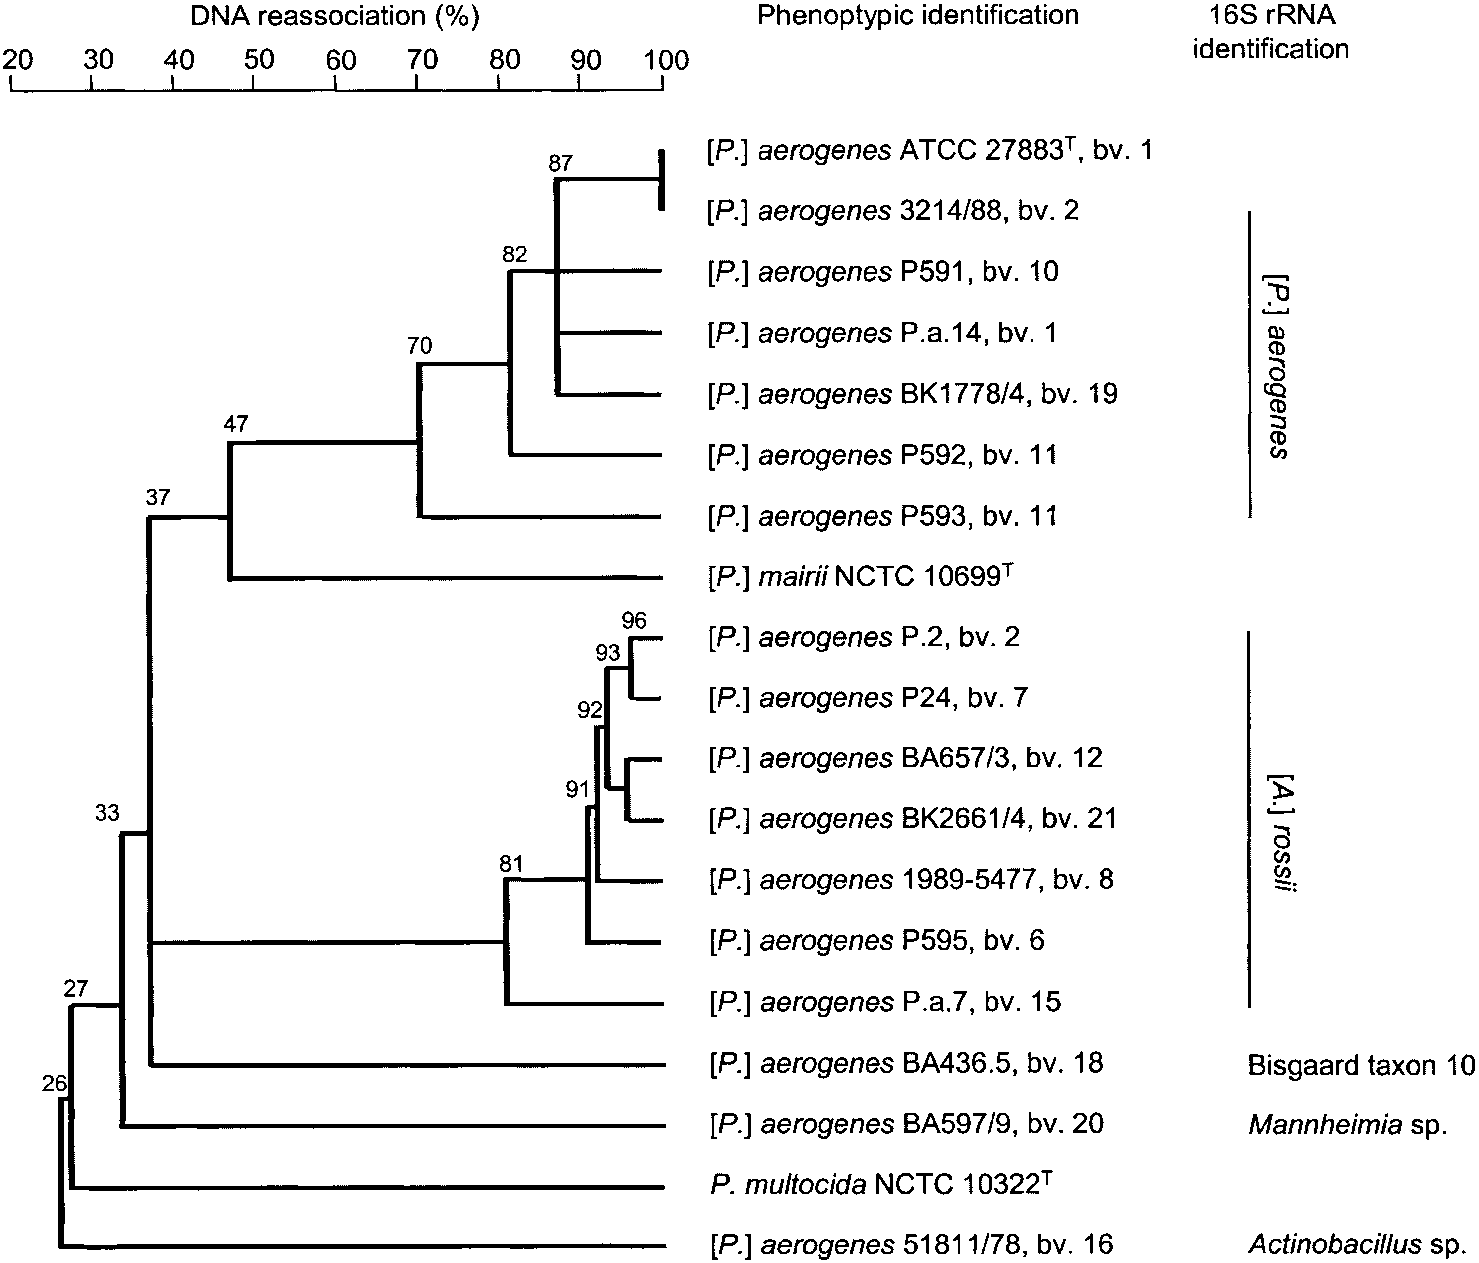 DNA reassociation (%)
Phenoptypic identification
16S rRNA
identification
20 30 40 50 60 70 80 90 100
[P.] aerogenes ATCC 27883ᵀ, bv. 1
87
[P.] aerogenes 3214/88, bv. 2
82
[P.] aerogenes P591, bv. 10
[P.] aerogenes P.a.14, bv. 1
70
[P.] aerogenes BK1778/4, bv. 19
47
[P.] aerogenes P592, bv. 11
37
[P.] aerogenes P593, bv. 11
[P.] aerogenes
[P.] mairii NCTC 10699ᵀ
96
[P.] aerogenes P.2, bv. 2
93
[P.] aerogenes P24, bv. 7
92
[P.] aerogenes BA657/3, bv. 12
91
[P.] aerogenes BK2661/4, bv. 21
33
81
[P.] aerogenes 1989-5477, bv. 8
[P.] aerogenes P595, bv. 6
27
[P.] aerogenes P.a.7, bv. 15
[A.] rossii
[P.] aerogenes BA436.5, bv. 18
Bisgaard taxon 10
26
[P.] aerogenes BA597/9, bv. 20
Mannheimia sp.
P. multocida NCTC 10322ᵀ
[P.] aerogenes 51811/78, bv. 16
Actinobacillus sp.